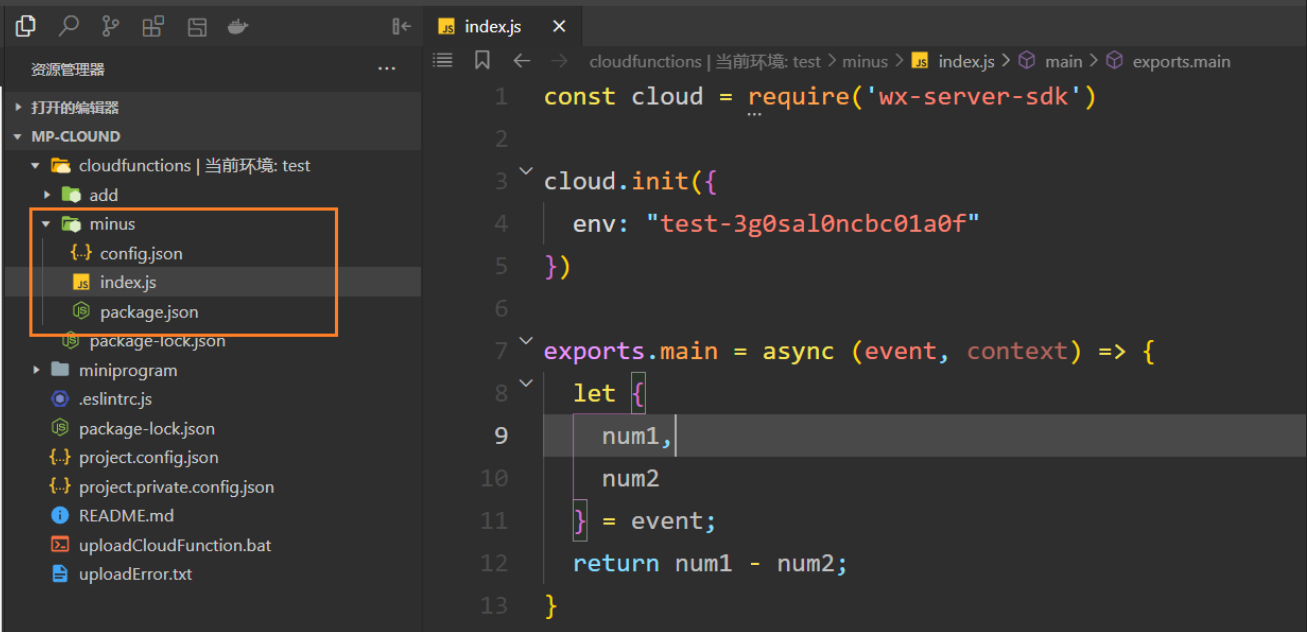 index.js
资源管理器
打开的编辑器
MP-CLOUND
cloudfunctions | 当前环境: test
add
minus
config.json
index.js
package.json
package-lock.json
miniprogram
.eslintrc.js
package-lock.json
project.config.json
project.private.config.json
README.md
uploadCloudFunction.bat
uploadError.txt
cloudfunctions | 当前环境: test > minus > index.js > main > exports.main
1 const cloud = require('wx-server-sdk')
2
3 cloud.init({
4 env: "test-3g0sal0ncbc01a0f"
5 })
6
7 exports.main = async (event, context) => {
8 let {
9 num1,
10 num2
11 } = event;
12 return num1 - num2;
13 }